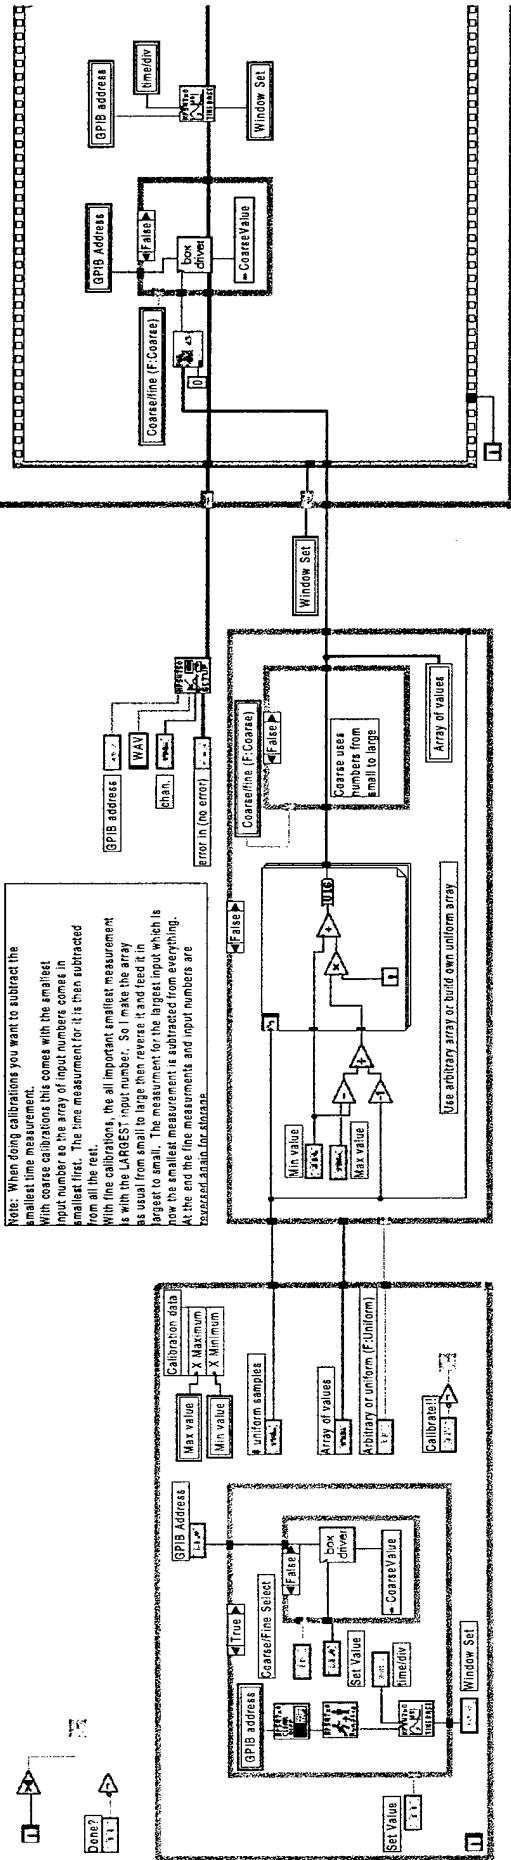 Done?
GPIB Address
True
Coarse/Fine Select
GPIB address
False
box
driver
Set Value
CoarseValue
time/div
Set Value
Window Set
Calibration data
Max value
X Maximum
Min value
X Minimum
# uniform samples
Array of values
Arbitrary or uniform (F:Uniform)
Calibrate!!
Note: When doing calibrations you want to subtract the
smallest time measurement.
With coarse calibrations this comes with the smallest
input number so the array of input numbers comes in
smallest first. The time measurment for it is then subtracted
from all the rest.
With fine calibrations, the all important smallest measurement
is with the LARGEST input number. So I make the array
as usual from small to large then reverse it and feed it in
largest to small. The measurment for the largest input which is
now the smallest measurement is subtracted from everything.
At the end the fine measurments and input numbers are
reversed again for storage
False
Min value
Max value
U16
Coarse/fine (F:Coarse)
False
Coarse uses
numbers from
small to large
Array of values
Use arbitrary array or build own uniform array
GPIB address
WAV
chan.
error in (no error)
SETUP
Window Set
GPIB Address
Coarse/fine (F:Coarse)
False
0
box
driver
CoarseValue
GPIB address
time/div
TIMEBASE
Window Set